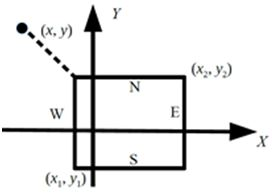 Y
(x, y)
(x₂, y₂)
N
W
E
X
S
(x₁, y₁)